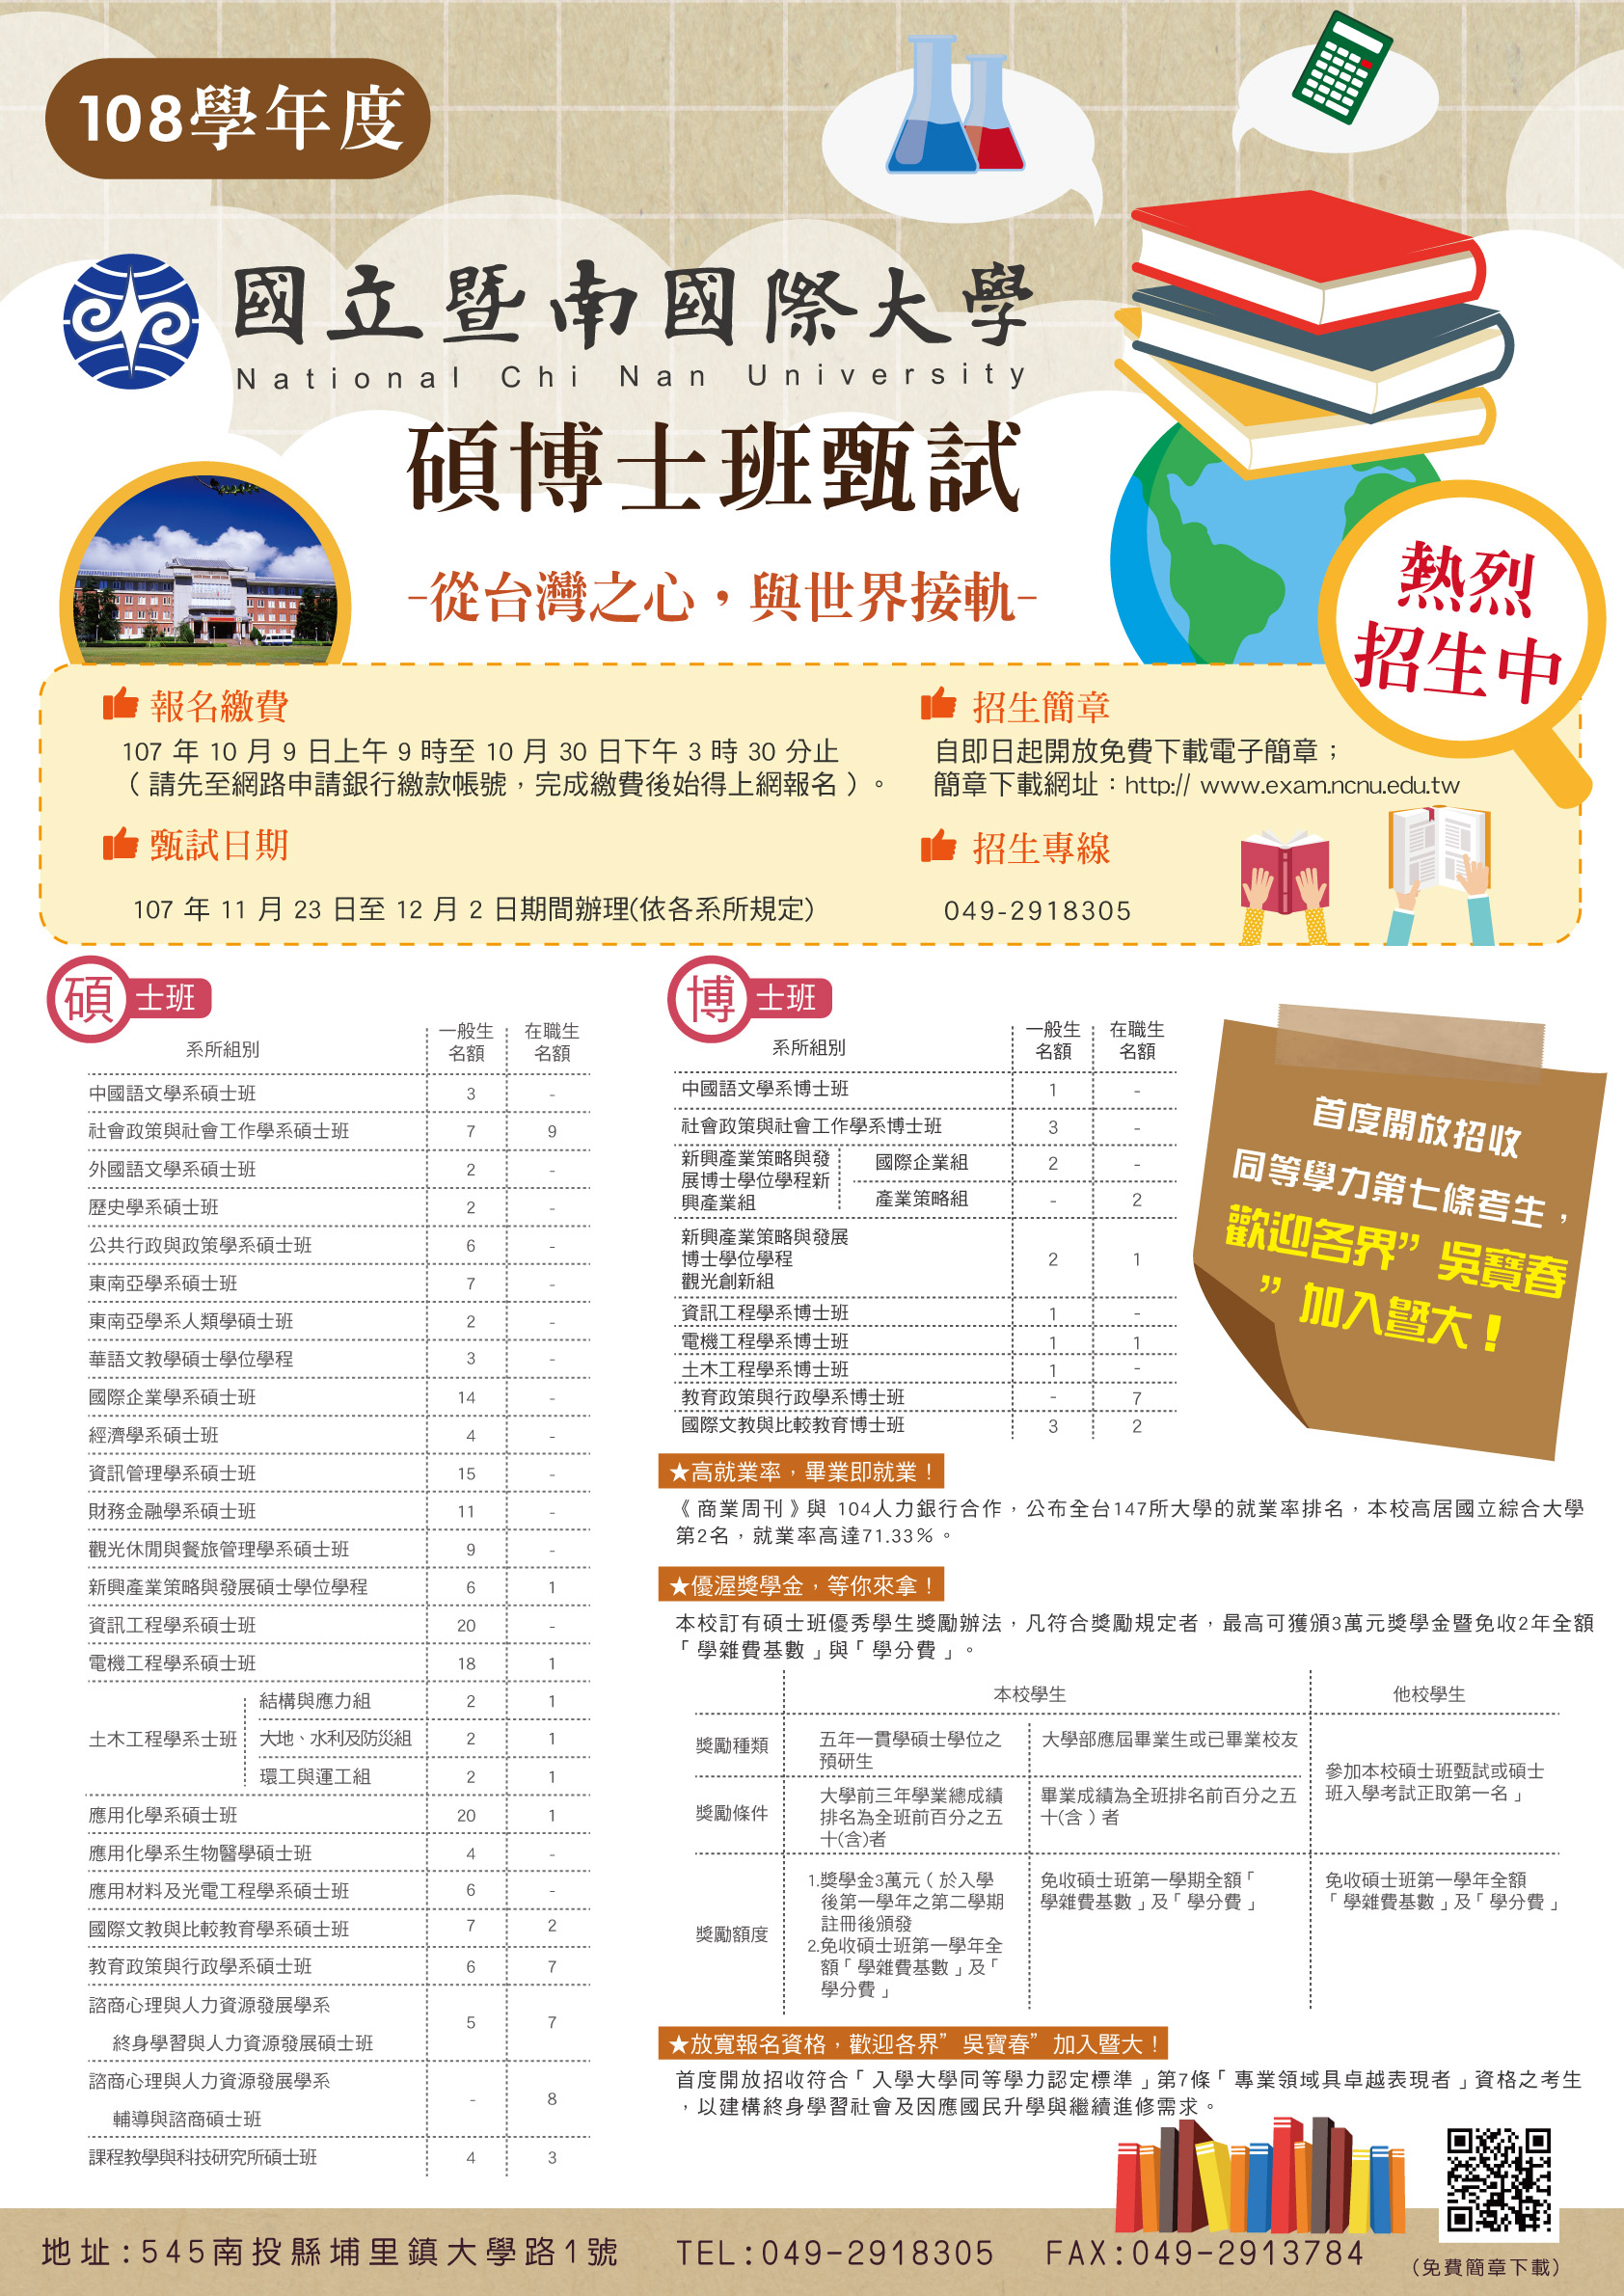 108學年度
國立暨南國際大學
National Chi Nan University
碩博士班甄試
-從台灣之心，與世界接軌-
熱烈
招生中
報名繳費
107 年 10 月 9 日上午 9 時至 10 月 30 日下午 3 時 30 分止
（請先至網路申請銀行繳款帳號，完成繳費後始得上網報名）。
招生簡章
自即日起開放免費下載電子簡章；
簡章下載網址：http:// www.exam.ncnu.edu.tw
甄試日期
107 年 11 月 23 日至 12 月 2 日期間辦理(依各系所規定)
招生專線
049-2918305
碩士班
系所組別 一般生名額 在職生名額
中國語文學系碩士班 3 -
社會政策與社會工作學系碩士班 7 9
外國語文學系碩士班 2 -
歷史學系碩士班 2 -
公共行政與政策學系碩士班 6 -
東南亞學系碩士班 7 -
東南亞學系人類學碩士班 2 -
華語文教學碩士學位學程 3 -
國際企業學系碩士班 14 -
經濟學系碩士班 4 -
資訊管理學系碩士班 15 -
財務金融學系碩士班 11 -
觀光休閒與餐旅管理學系碩士班 9 -
新興產業策略與發展碩士學位學程 6 1
資訊工程學系碩士班 20 -
電機工程學系碩士班 18 1
土木工程學系士班
結構與應力組 2 1
大地、水利及防災組 2 1
環工與運工組 2 1
應用化學系碩士班 20 1
應用化學系生物醫學碩士班 4 -
應用材料及光電工程學系碩士班 6 -
國際文教與比較教育學系碩士班 7 2
教育政策與行政學系碩士班 6 7
諮商心理與人力資源發展學系
終身學習與人力資源發展碩士班 5 7
諮商心理與人力資源發展學系
輔導與諮商碩士班 - 8
課程教學與科技研究所碩士班 4 3
博士班
系所組別 一般生名額 在職生名額
中國語文學系博士班 1 -
社會政策與社會工作學系博士班 3 -
新興產業策略與發
展博士學位學程新
興產業組
國際企業組 2 -
產業策略組 - 2
新興產業策略與發展
博士學位學程
觀光創新組 2 1
資訊工程學系博士班 1 -
電機工程學系博士班 1 1
土木工程學系博士班 1 -
教育政策與行政學系博士班 - 7
國際文教與比較教育博士班 3 2
首度開放招收
同等學力第七條考生，
歡迎各界”吳寶春
”加入暨大！
★高就業率，畢業即就業！
《商業周刊》與 104人力銀行合作，公布全台147所大學的就業率排名，本校高居國立綜合大學
第2名，就業率高達71.33％。
★優渥獎學金，等你來拿！
本校訂有碩士班優秀學生獎勵辦法，凡符合獎勵規定者，最高可獲頒3萬元獎學金暨免收2年全額
「學雜費基數」與「學分費」。
本校學生 他校學生
獎勵種類
五年一貫學碩士學位之
預研生
大學部應屆畢業生或已畢業校友
參加本校碩士班甄試或碩士
班入學考試正取第一名」
獎勵條件
大學前三年學業總成績
排名為全班前百分之五
十(含)者
畢業成績為全班排名前百分之五
十(含）者
獎勵額度
1.獎學金3萬元（於入學
後第一學年之第二學期
註冊後頒發
2.免收碩士班第一學年全
額「學雜費基數」及「
學分費」
免收碩士班第一學期全額「
學雜費基數」及「學分費」
免收碩士班第一學年全額
「學雜費基數」及「學分費」
★放寬報名資格，歡迎各界”吳寶春”加入暨大！
首度開放招收符合「入學大學同等學力認定標準」第7條「專業領域具卓越表現者」資格之考生
，以建構終身學習社會及因應國民升學與繼續進修需求。
地址:545南投縣埔里鎮大學路1號 TEL:049-2918305 FAX:049-2913784
（免費簡章下載）